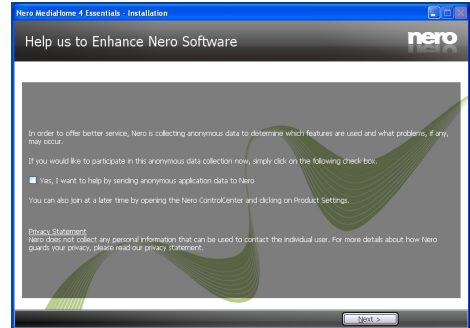 Nero MediaHome 4 Essentials - Installation
Help us to Enhance Nero Software
nero
In order to offer better service, Nero is collecting anonymous data to determine which features are used and what problems, if any,
may occur.
If you would like to participate in this anonymous data collection now, simply click on the following check box.
Yes, I want to help by sending anonymous application data to Nero
You can also join at a later time by opening the Nero ControlCenter and clicking on Product Settings.
Privacy Statement
Nero does not collect any personal information that can be used to contact the individual user. For more details about how Nero
guards your privacy, please read our privacy statement.
Next >